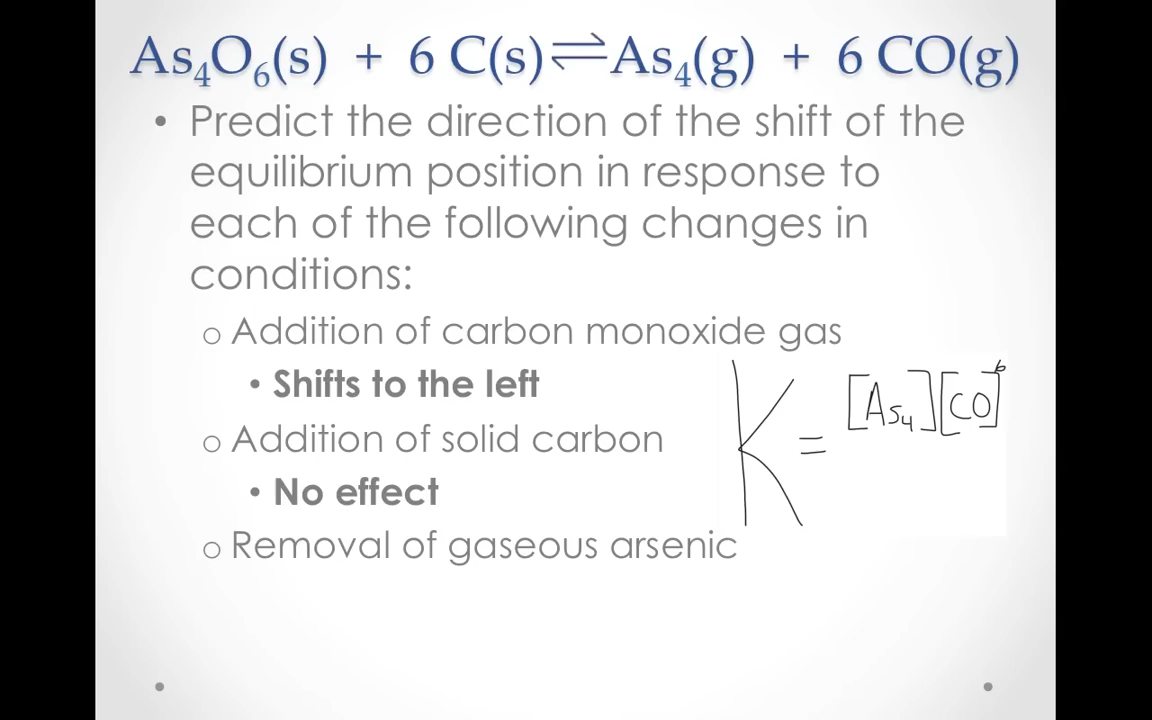 As₄O₆(s) + 6 C(s)⇌As₄(g) + 6 CO(g)
• Predict the direction of the shift of the
equilibrium position in response to
each of the following changes in
conditions:
o Addition of carbon monoxide gas
• Shifts to the left
o Addition of solid carbon
• No effect
K = [As₄][CO]⁶
o Removal of gaseous arsenic